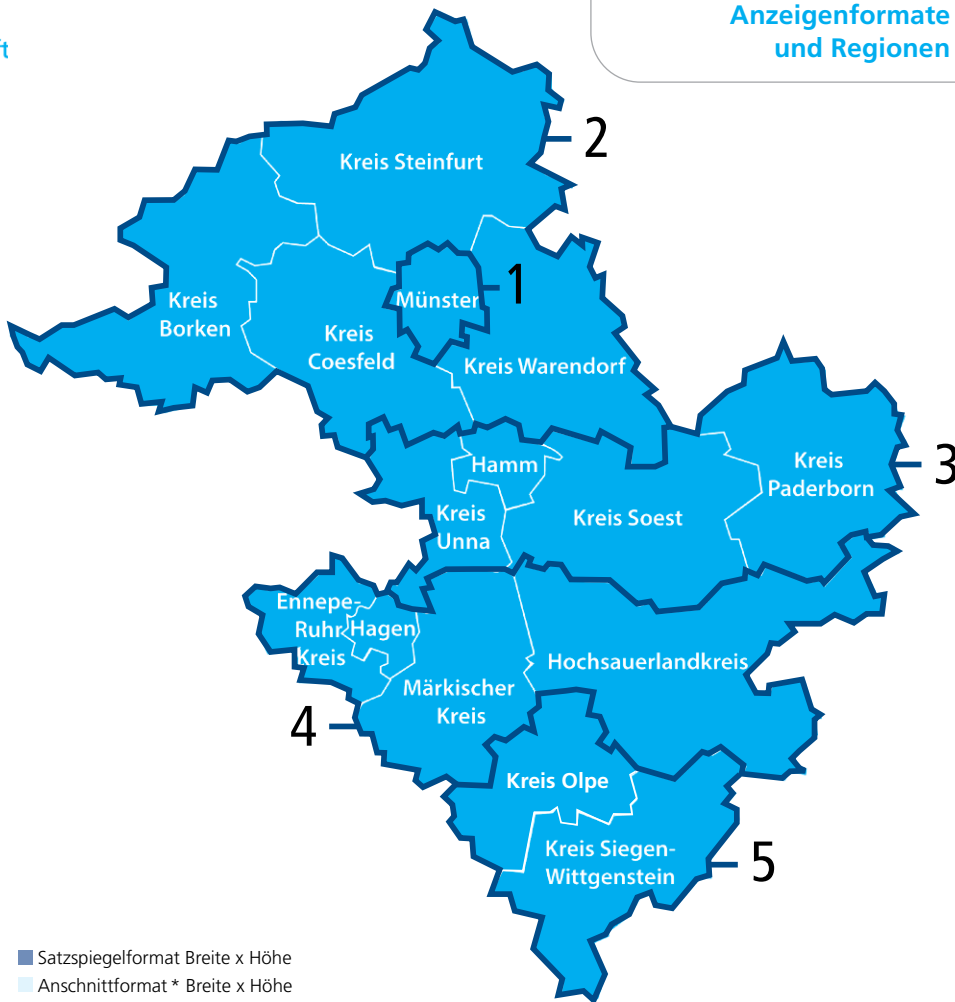 Anzeigenformate
und Regionen
ft
2
Kreis Steinfurt
1
Münster
Kreis
Borken
Kreis
Coesfeld
Kreis Warendorf
3
Kreis
Paderborn
Hamm
Kreis
Unna
Kreis Soest
Ennepe-
Ruhr
Kreis
Hagen
Hochsauerlandkreis
Märkischer
Kreis
4
Kreis Olpe
Kreis Siegen-
Wittgenstein
5
Satzspiegelformat Breite x Höhe
Anschnittformat * Breite x Höhe